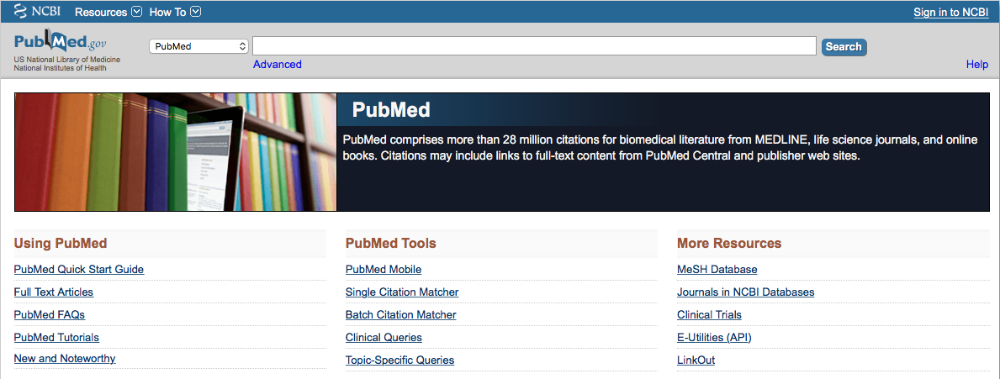 NCBI Resources How To Sign in to NCBI
PubMed.gov
US National Library of Medicine
National Institutes of Health
PubMed
Search
Advanced
Help
PubMed
PubMed comprises more than 28 million citations for biomedical literature from MEDLINE, life science journals, and online
books. Citations may include links to full-text content from PubMed Central and publisher web sites.
Using PubMed
PubMed Quick Start Guide
Full Text Articles
PubMed FAQs
PubMed Tutorials
New and Noteworthy
PubMed Tools
PubMed Mobile
Single Citation Matcher
Batch Citation Matcher
Clinical Queries
Topic-Specific Queries
More Resources
MeSH Database
Journals in NCBI Databases
Clinical Trials
E-Utilities (API)
LinkOut